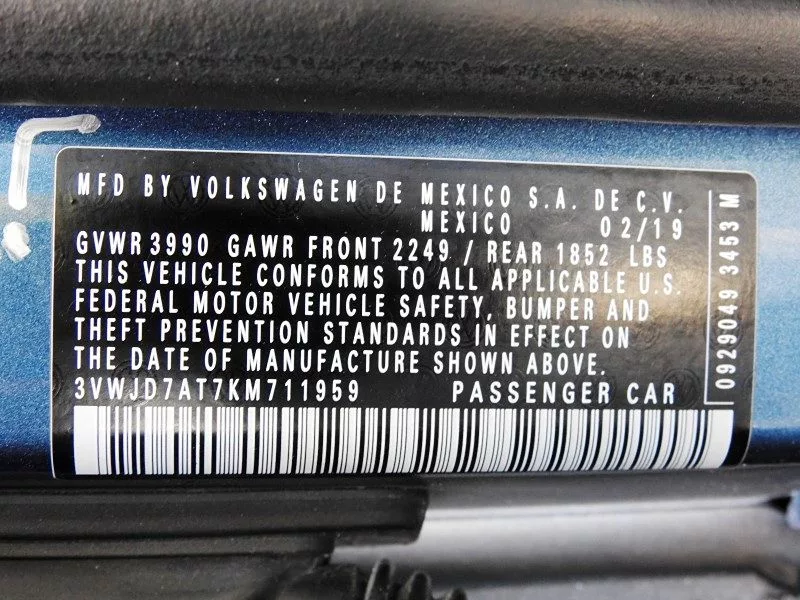 MFD BY VOLKSWAGEN DE MEXICO S.A. DE C.V.
MEXICO 02/19
GVWR 3990 GAWR FRONT 2249 / REAR 1852 LBS
THIS VEHICLE CONFORMS TO ALL APPLICABLE U.S.
FEDERAL MOTOR VEHICLE SAFETY, BUMPER AND
THEFT PREVENTION STANDARDS IN EFFECT ON
THE DATE OF MANUFACTURE SHOWN ABOVE.
3VWJD7AT7KM711959 PASSENGER CAR
0929049 3453 M